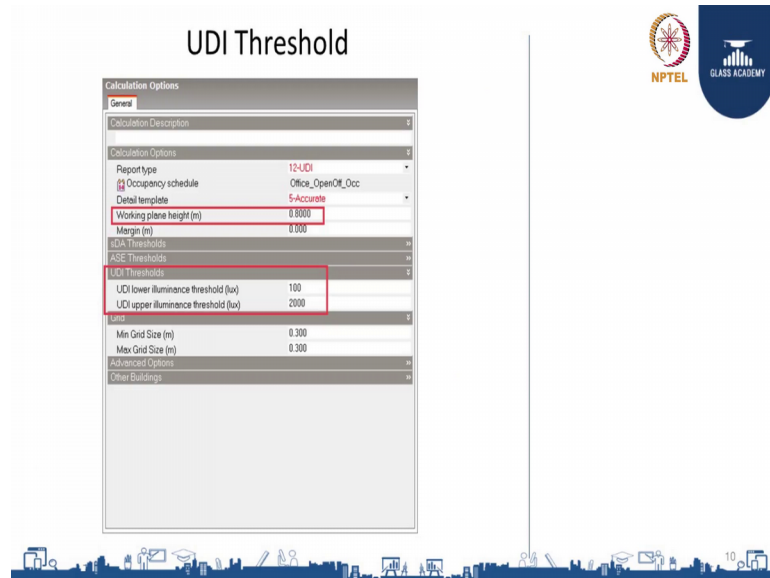 UDI Threshold
NPTEL
GLASS ACADEMY
Calculation Options
General
Calculation Description
Calculation Options
Report type 12-UDI
Occupancy schedule Office_OpenOff_Occ
Detail template 5-Accurate
Working plane height (m) 0.8000
Margin (m) 0.000
sDA Thresholds
ASE Thresholds
UDI Thresholds
UDI lower illuminance threshold (lux) 100
UDI upper illuminance threshold (lux) 2000
Grid
Min Grid Size (m) 0.300
Max Grid Size (m) 0.300
Advanced Options
Other Buildings
10